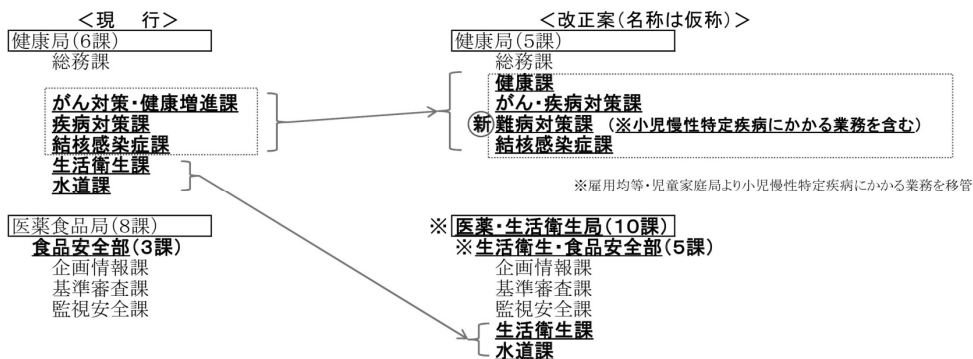 ＜現　行＞
健康局(6課)
総務課
がん対策・健康増進課
疾病対策課
結核感染症課
生活衛生課
水道課
医薬食品局(8課)
食品安全部(3課)
企画情報課
基準審査課
監視安全課
＜改正案(名称は仮称)＞
健康局(5課)
総務課
健康課
がん・疾病対策課
新 難病対策課 (※小児慢性特定疾病にかかる業務を含む)
結核感染症課
※雇用均等・児童家庭局より小児慢性特定疾病にかかる業務を移管
※医薬・生活衛生局(10課)
※生活衛生・食品安全部(5課)
企画情報課
基準審査課
監視安全課
生活衛生課
水道課